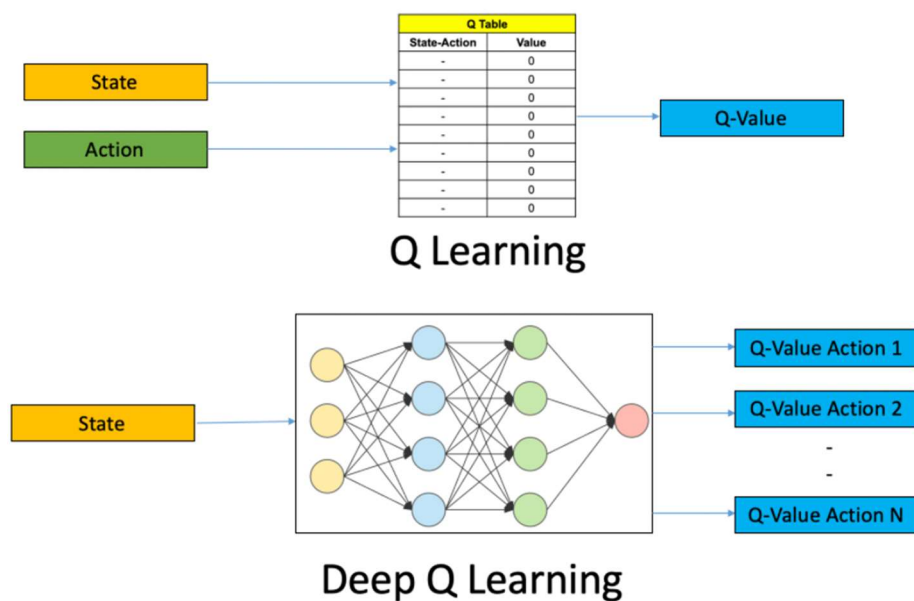 Q Table
State-Action Value
- 0
- 0
- 0
- 0
- 0
- 0
- 0
- 0
- 0
State
Action
Q-Value
Q Learning
State
Q-Value Action 1
Q-Value Action 2
-
-
Q-Value Action N
Deep Q Learning